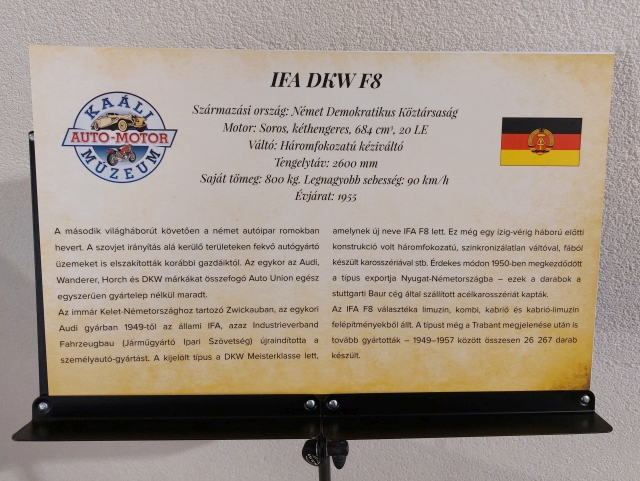 IFA DKW F8
KAÁLI
AUTO-MOTOR
MÚZEUM
Származási ország: Német Demokratikus Köztársaság
Motor: Soros, kéthengeres, 684 cm³, 20 LE
Váltó: Háromfokozatú kéziváltó
Tengelytáv: 2600 mm
Saját tömeg: 800 kg. Legnagyobb sebesség: 90 km/h
Évjárat: 1955
A második világháborút követően a német autóipar romokban
hevert. A szovjet irányítás alá kerülő területeken fekvő autógyártó
üzemeket is elszakították korábbi gazdáiktól. Az egykor az Audi,
Wanderer, Horch és DKW márkákat összefogó Auto Union egész
egyszerűen gyártelep nélkül maradt.
Az immár Kelet-Németországhoz tartozó Zwickauban, az egykori
Audi gyárban 1949-től az állami IFA, azaz Industrieverband
Fahrzeugbau (Járműgyártó Ipari Szövetség) újraindította a
személyautó-gyártást. A kijelölt típus a DKW Meisterklasse lett,
amelynek új neve IFA F8 lett. Ez még egy ízig-vérig háború előtti
konstrukció volt háromfokozatú, szinkronizálatlan váltóval, fából
készült karosszériával stb. Érdekes módon 1950-ben megkezdődött
a típus exportja Nyugat-Németországba – ezek a darabok a
stuttgarti Baur cég által szállított acélkarosszériát kapták.
Az IFA F8 választéka limuzin, kombi, kabrió és kabrió-limuzin
felépítményekből állt. A típust még a Trabant megjelenése után is
tovább gyártották – 1949–1957 között összesen 26 267 darab
készült.